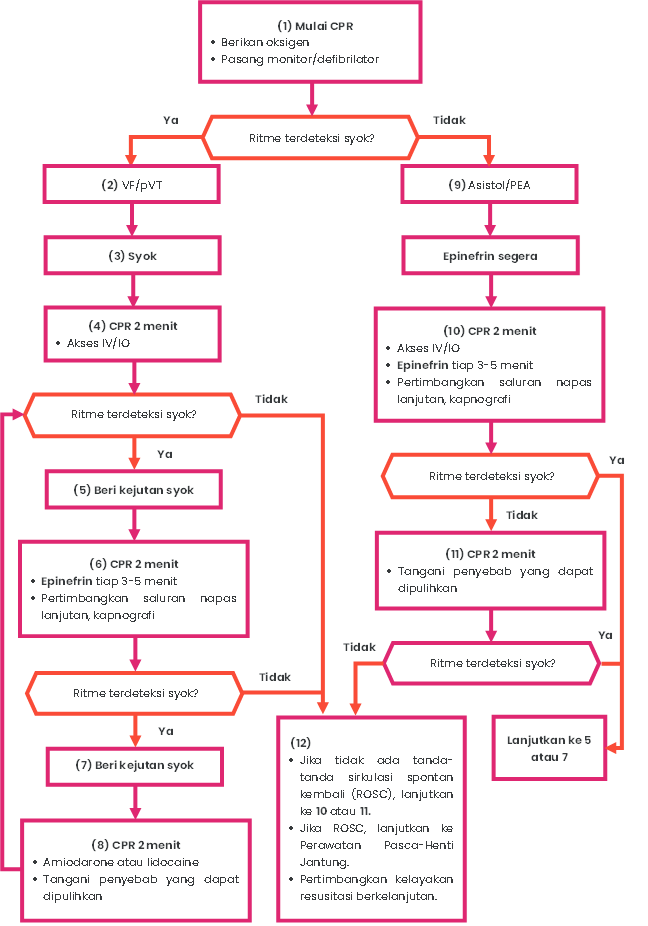 (1) Mulai CPR
• Berikan oksigen
• Pasang monitor/defibrilator
Ya
Ritme terdeteksi syok?
Tidak
(2) VF/pVT
(3) Syok
(4) CPR 2 menit
• Akses IV/IO
Ritme terdeteksi syok?
Tidak
Ya
(5) Beri kejutan syok
(6) CPR 2 menit
• Epinefrin tiap 3-5 menit
• Pertimbangkan saluran napas
lanjutan, kapnografi
Ritme terdeteksi syok?
Tidak
Ya
(7) Beri kejutan syok
(8) CPR 2 menit
• Amiodarone atau lidocaine
• Tangani penyebab yang dapat
dipulihkan
(9) Asistol/PEA
Epinefrin segera
(10) CPR 2 menit
• Akses IV/IO
• Epinefrin tiap 3-5 menit
• Pertimbangkan saluran napas
lanjutan, kapnografi
Ritme terdeteksi syok?
Ya
Tidak
(11) CPR 2 menit
• Tangani penyebab yang dapat
dipulihkan
Tidak
Ritme terdeteksi syok?
Ya
(12)
• Jika tidak ada tanda-
tanda sirkulasi spontan
kembali (ROSC), lanjutkan
ke 10 atau 11.
• Jika ROSC, lanjutkan ke
Perawatan Pasca-Henti
Jantung.
• Pertimbangkan kelayakan
resusitasi berkelanjutan.
Lanjutkan ke 5
atau 7